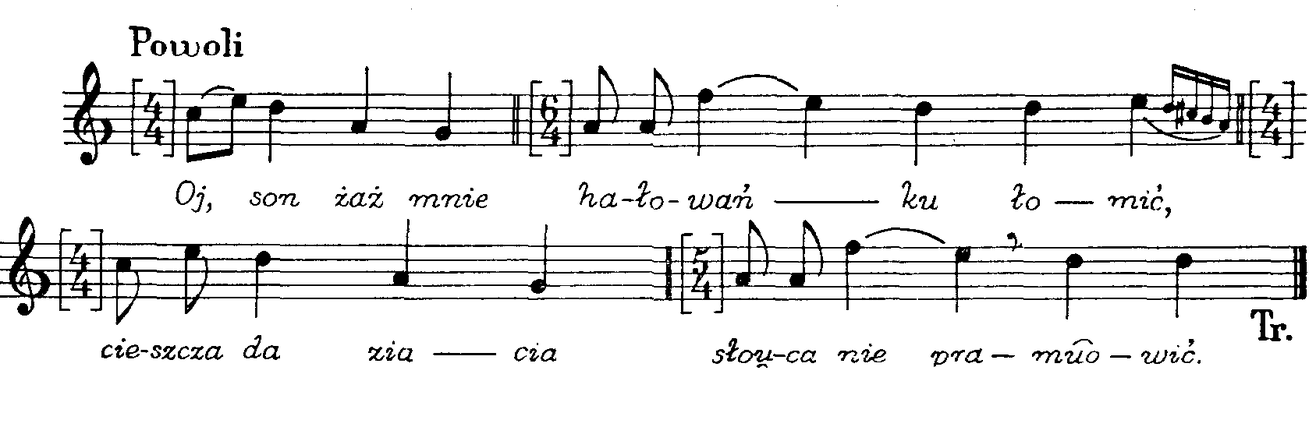 Powoli
Oj, son żaż mnie ha-ło-wań ——— ku ło — mić,
cie-szcza da zia —— cia słou̯-ca nie pra — mu͡o — wić.
Tr.